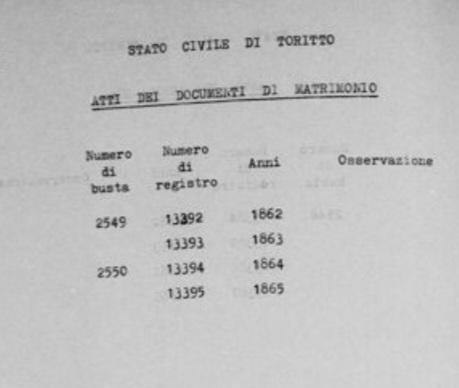 STATO CIVILE DI TORITTO
ATTI DEI DOCUMENTI DI MATRIMONIO
Numero di busta Numero di registro Anni Osservazione
2549 13392 1862
13393 1863
2550 13394 1864
13395 1865